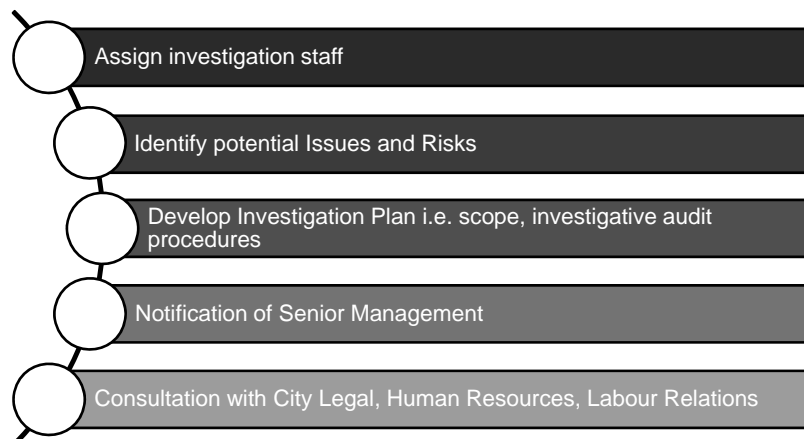 Assign investigation staff
Identify potential Issues and Risks
Develop Investigation Plan i.e. scope, investigative audit
procedures
Notification of Senior Management
Consultation with City Legal, Human Resources, Labour Relations